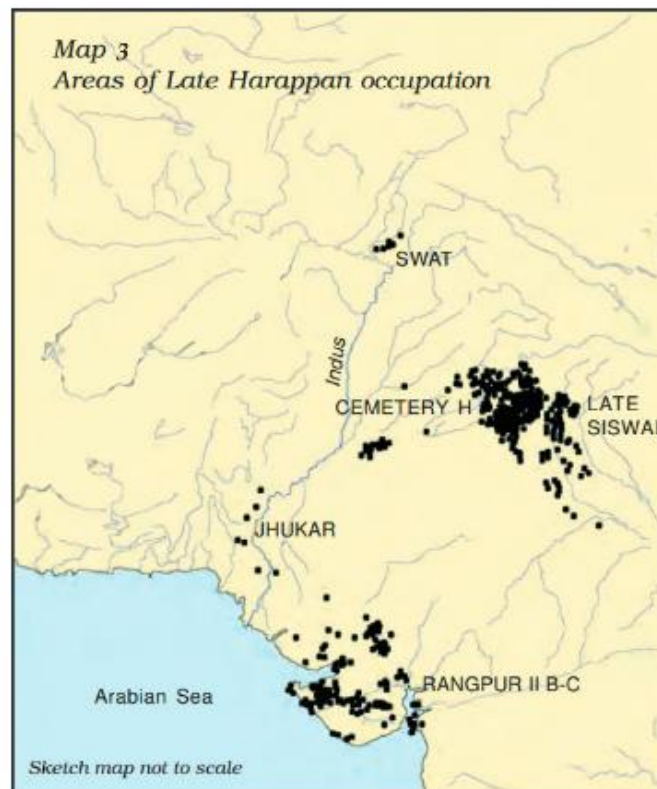 Map 3
Areas of Late Harappan occupation
SWAT
Indus
CEMETERY H
LATE
SISWAL
JHUKAR
RANGPUR II B-C
Arabian Sea
Sketch map not to scale